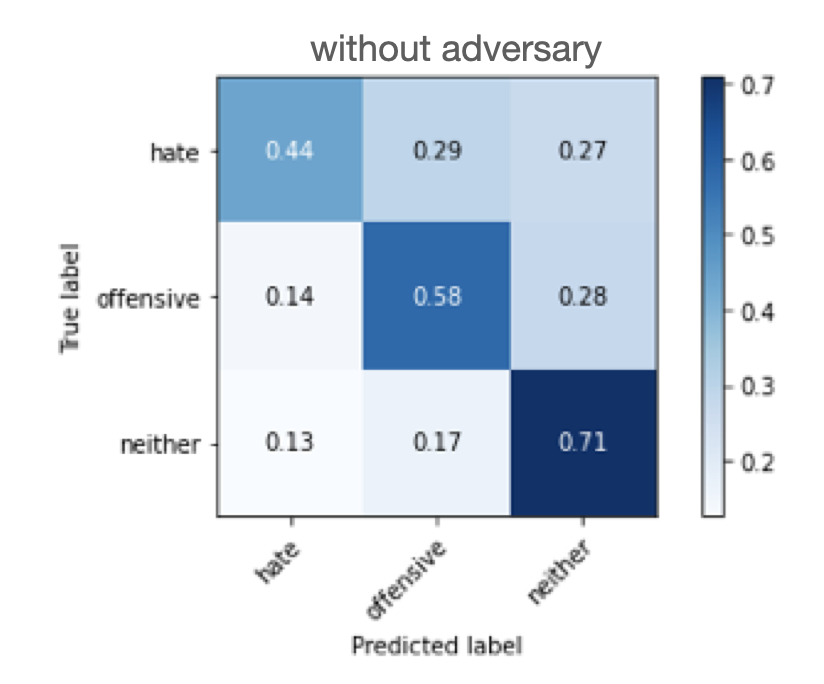 without adversary
0.7
hate 0.44 0.29 0.27
0.6
0.5
True label
offensive 0.14 0.58 0.28
0.4
0.3
neither 0.13 0.17 0.71
0.2
hate offensive neither
Predicted label